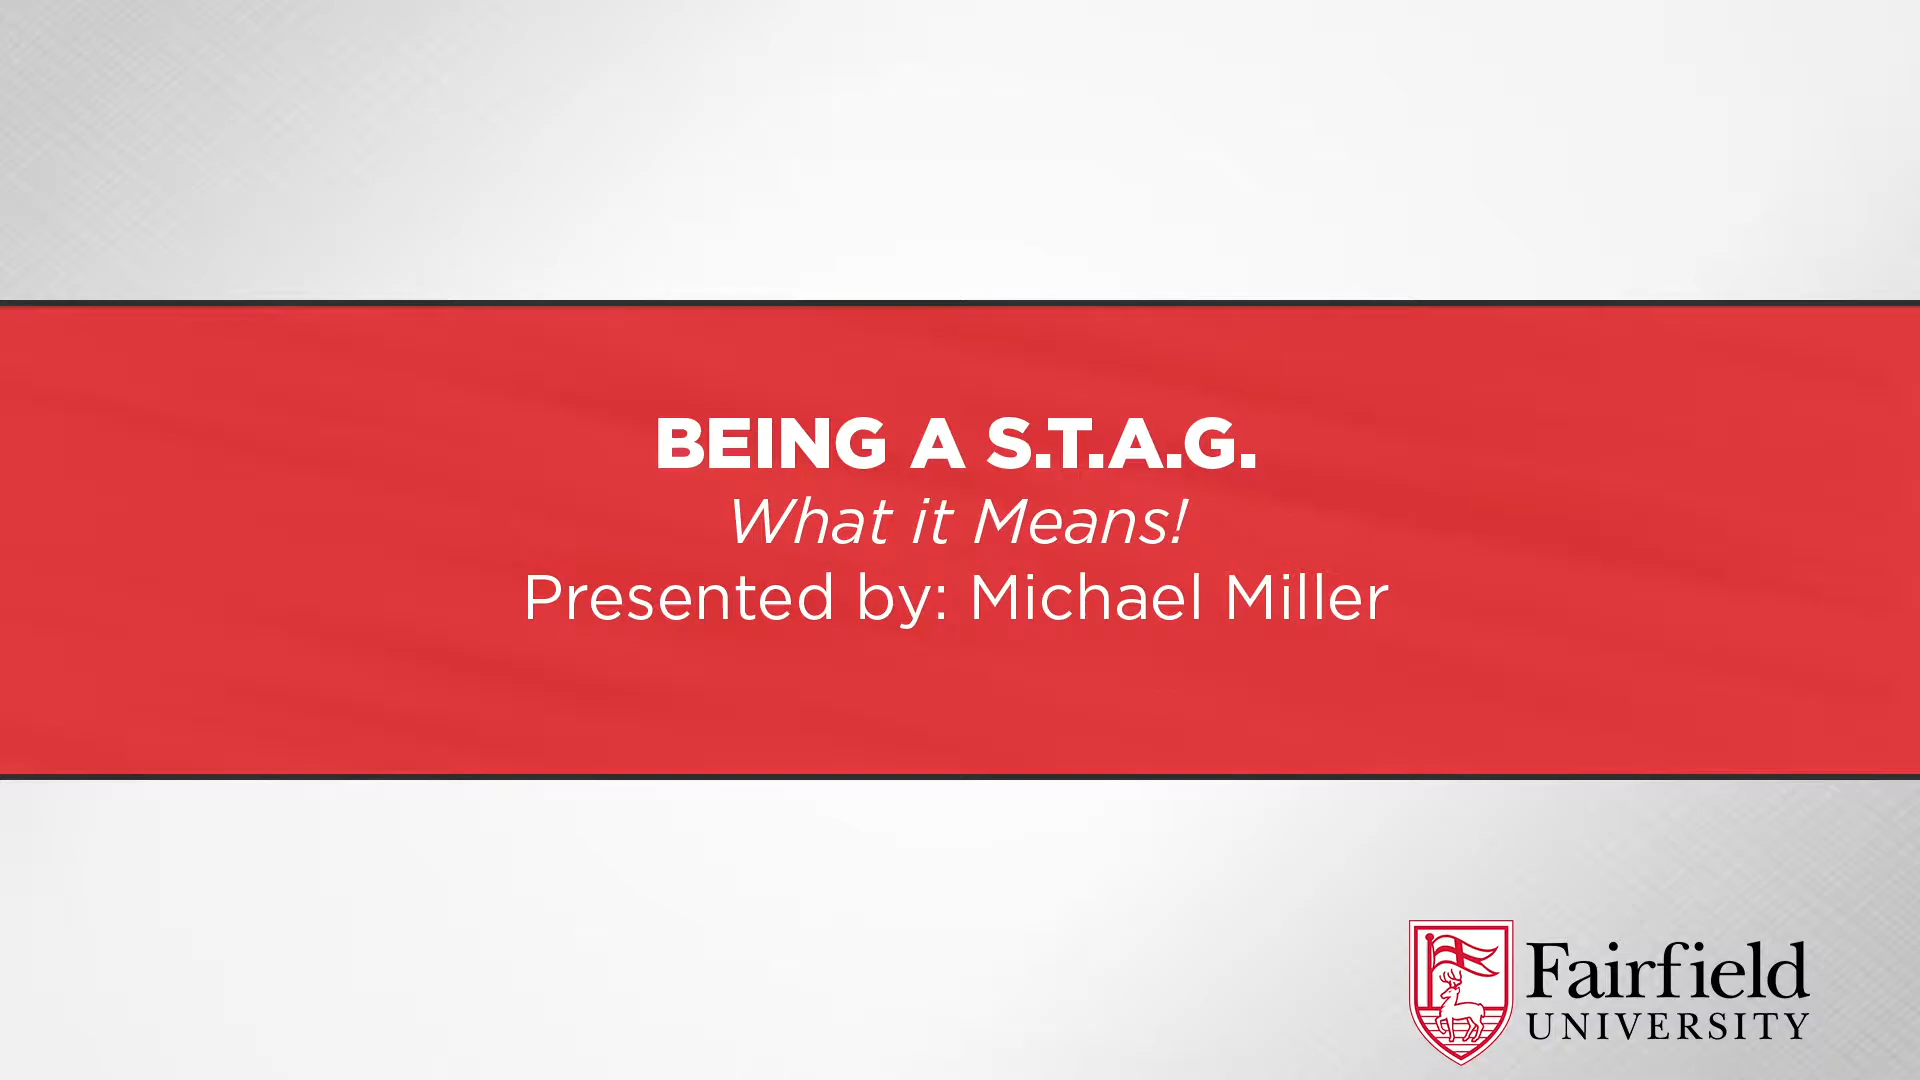 BEING A S.T.A.G.
What it Means!
Presented by: Michael Miller
Fairfield
UNIVERSITY